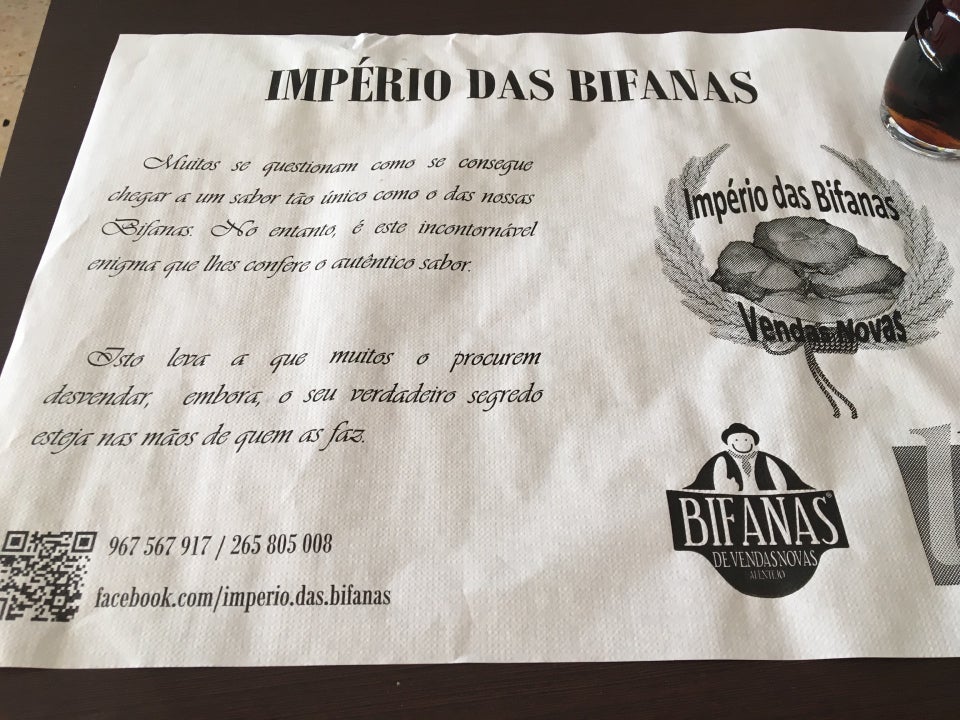 IMPÉRIO DAS BIFANAS
Muitos se questionam como se consegue
chegar a um sabor tão único como o das nossas
Bifanas. No entanto, é este incontornável
enigma que lhes confere o autêntico sabor.
Isto leva a que muitos o procurem
desvendar, embora, o seu verdadeiro segredo
esteja nas mãos de quem as faz.
967 567 917 / 265 805 008
facebook.com/imperio.das.bifanas
Império das Bifanas
Vendas Novas
BIFANAS®
DE VENDAS NOVAS
ALENTEJO